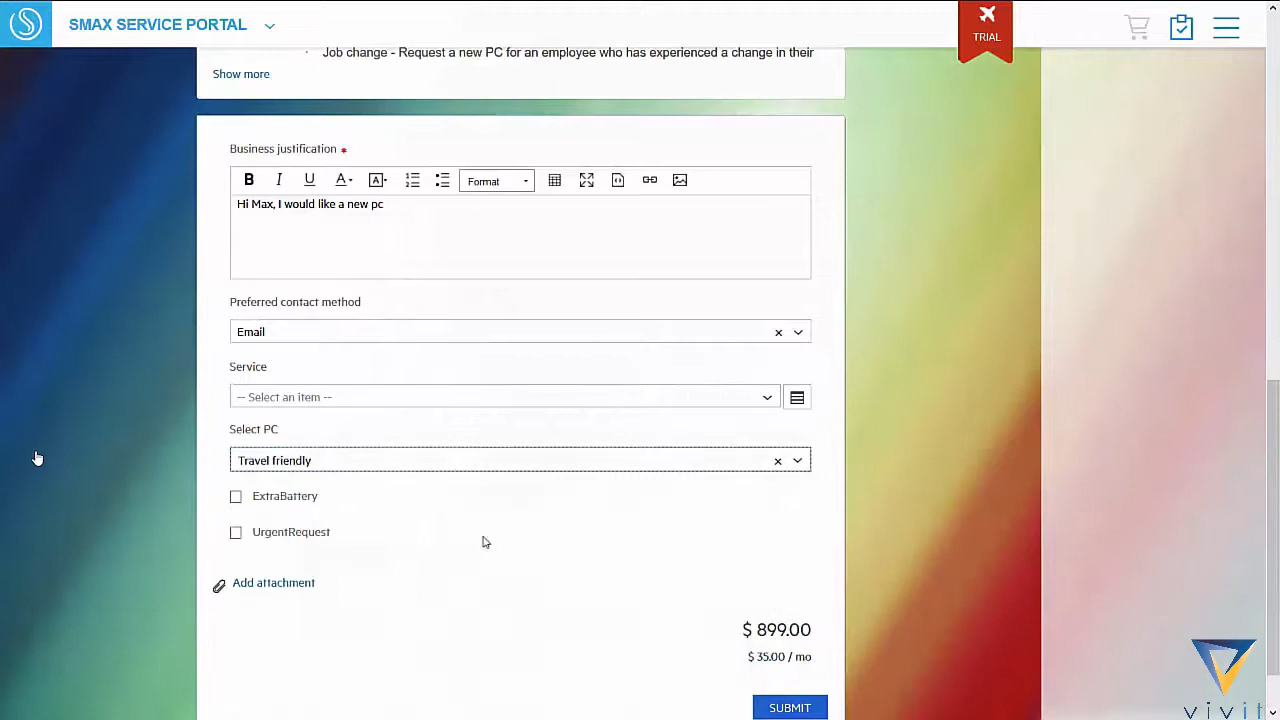 SMAX SERVICE PORTAL
TRIAL
Job change - Request a new PC for an employee who has experienced a change in their
Show more
Business justification *
B I U A A Format
Hi Max, I would like a new pc
Preferred contact method
Email
Service
-- Select an item --
Select PC
Travel friendly
ExtraBattery
UrgentRequest
Add attachment
$ 899.00
$ 35.00 / mo
SUBMIT
vivit